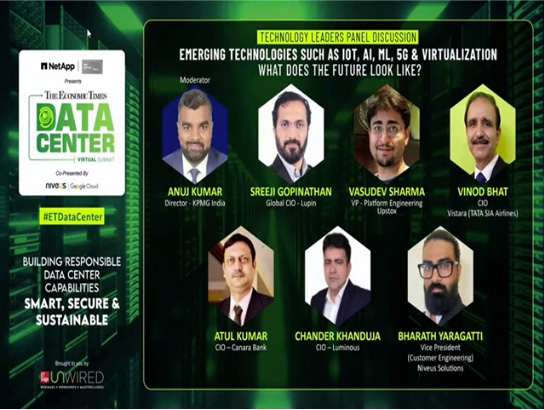 NetApp
Presents
THE ECONOMIC TIMES
DATA
CENTER
VIRTUAL SUMMIT
Co-Presented By
niveus | Google Cloud
#ETDataCenter
BUILDING RESPONSIBLE
DATA CENTER
CAPABILITIES
SMART, SECURE &
SUSTAINABLE
Brought to you by
UNWIRED
WEBINARS • WORKSHOPS • MASTERCLASSES
TECHNOLOGY LEADERS PANEL DISCUSSION
EMERGING TECHNOLOGIES SUCH AS IOT, AI, ML, 5G & VIRTUALIZATION
WHAT DOES THE FUTURE LOOK LIKE?
Moderator
ANUJ KUMAR
Director - KPMG India
SREEJI GOPINATHAN
Global CIO - Lupin
VASUDEV SHARMA
VP - Platform Engineering
Upstox
VINOD BHAT
CIO
Vistara (TATA SIA Airlines)
ATUL KUMAR
CIO – Canara Bank
CHANDER KHANDUJA
CIO – Luminous
BHARATH YARAGATTI
Vice President
(Customer Engineering)
Niveus Solutions